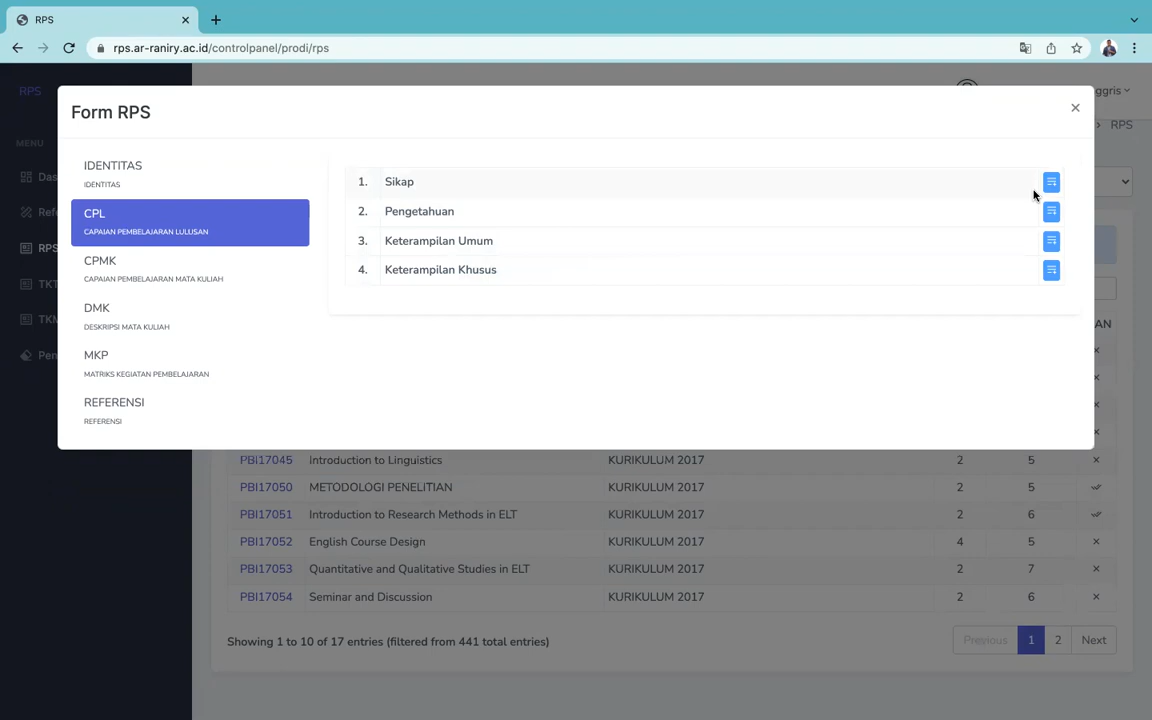 RPS
rps.ar-raniry.ac.id/controlpanel/prodi/rps
RPS
ggris
Form RPS
RPS
MENU
IDENTITAS
IDENTITAS
1. Sikap
Das
CPL
CAPAIAN PEMBELAJARAN LULUSAN
2. Pengetahuan
Ref
3. Keterampilan Umum
RPS
CPMK
CAPAIAN PEMBELAJARAN MATA KULIAH
4. Keterampilan Khusus
TKT
DMK
DESKRIPSI MATA KULIAH
TKM
AN
MKP
MATRIKS KEGIATAN PEMBELAJARAN
Pen
REFERENSI
REFERENSI
PBI17045 Introduction to Linguistics KURIKULUM 2017 2 5
PBI17050 METODOLOGI PENELITIAN KURIKULUM 2017 2 5
PBI17051 Introduction to Research Methods in ELT KURIKULUM 2017 2 6
PBI17052 English Course Design KURIKULUM 2017 4 5
PBI17053 Quantitative and Qualitative Studies in ELT KURIKULUM 2017 2 7
PBI17054 Seminar and Discussion KURIKULUM 2017 2 6
Showing 1 to 10 of 17 entries (filtered from 441 total entries)
Previous 1 2 Next